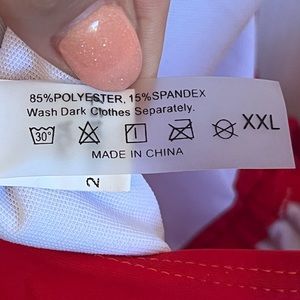 85%POLYESTER, 15%SPANDEX
Wash Dark Clothes Separately.
30° XXL
MADE IN CHINA
2